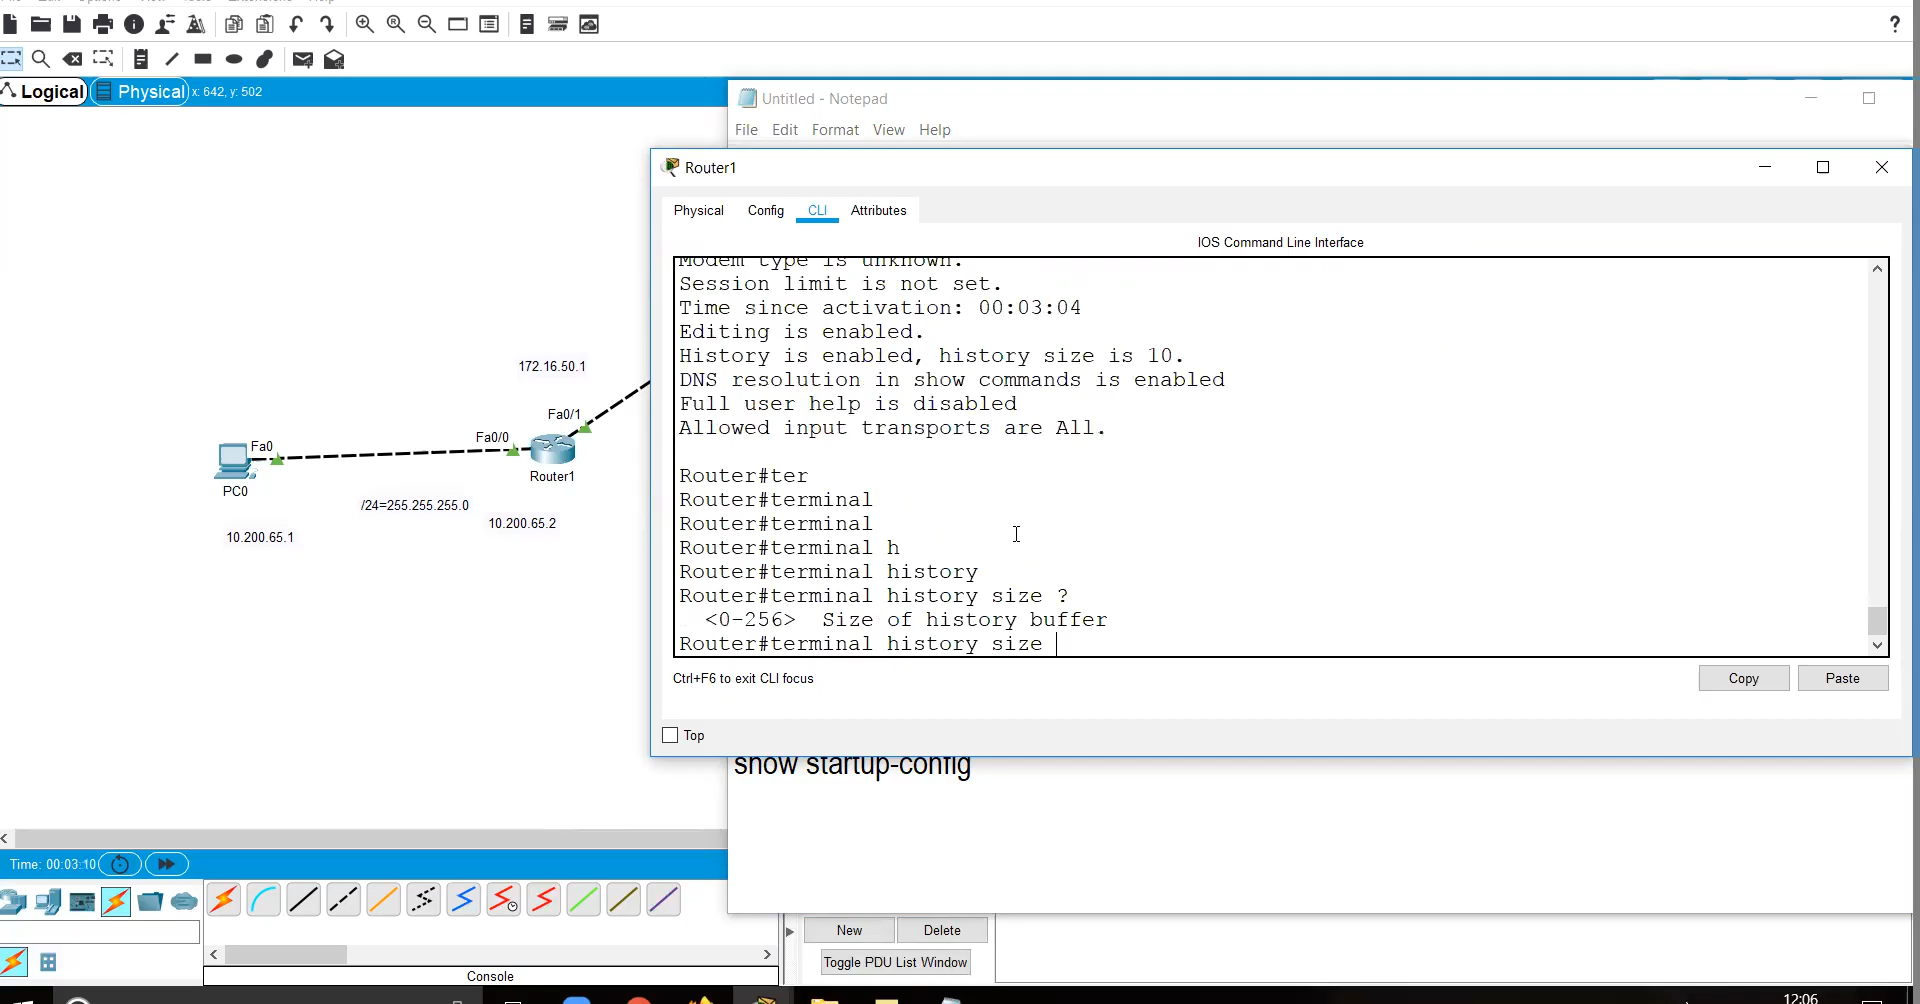 Logical
Physical
x: 642, y: 502
Untitled - Notepad
File Edit Format View Help
Router1
Physical Config CLI Attributes
IOS Command Line Interface
Modem type is unknown.
Session limit is not set.
Time since activation: 00:03:04
Editing is enabled.
History is enabled, history size is 10.
DNS resolution in show commands is enabled
Full user help is disabled
Allowed input transports are All.
Router#ter
Router#terminal
Router#terminal
Router#terminal h
Router#terminal history
Router#terminal history size ?
<0-256> Size of history buffer
Router#terminal history size
Ctrl+F6 to exit CLI focus
Copy
Paste
Top
show startup-config
172.16.50.1
Fa0/1
Fa0/0
Fa0
Router1
PC0
/24=255.255.255.0
10.200.65.2
10.200.65.1
Time: 00:03:10
New
Delete
Toggle PDU List Window
Console
12:06